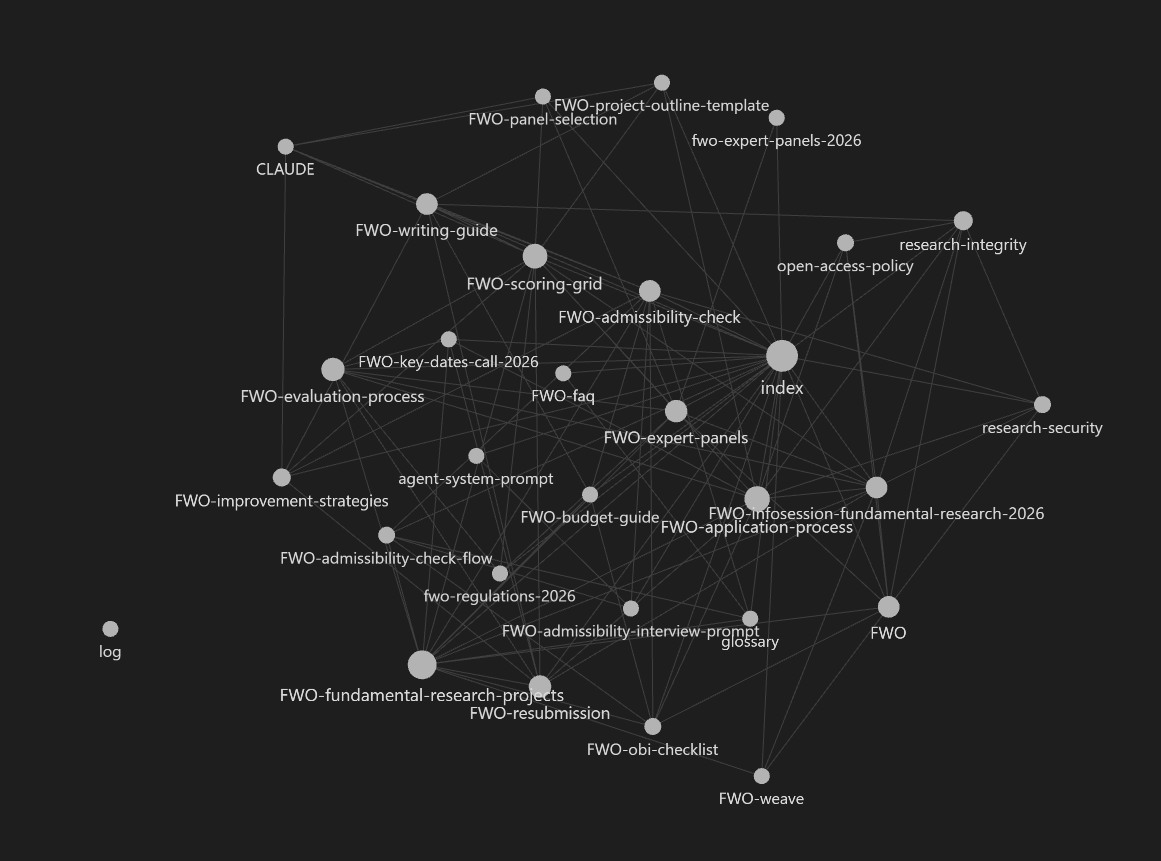 FWO-project-outline-template
FWO-panel-selection
fwo-expert-panels-2026
CLAUDE
FWO-writing-guide
research-integrity
open-access-policy
FWO-scoring-grid
FWO-admissibility-check
FWO-key-dates-call-2026
index
FWO-evaluation-process
FWO-faq
research-security
FWO-expert-panels
agent-system-prompt
FWO-improvement-strategies
FWO-budget-guide
FWO-infosession-fundamental-research-2026
FWO-application-process
FWO-admissibility-check-flow
fwo-regulations-2026
FWO-admissibility-interview-prompt
FWO
glossary
log
FWO-fundamental-research-projects
FWO-resubmission
FWO-obi-checklist
FWO-weave